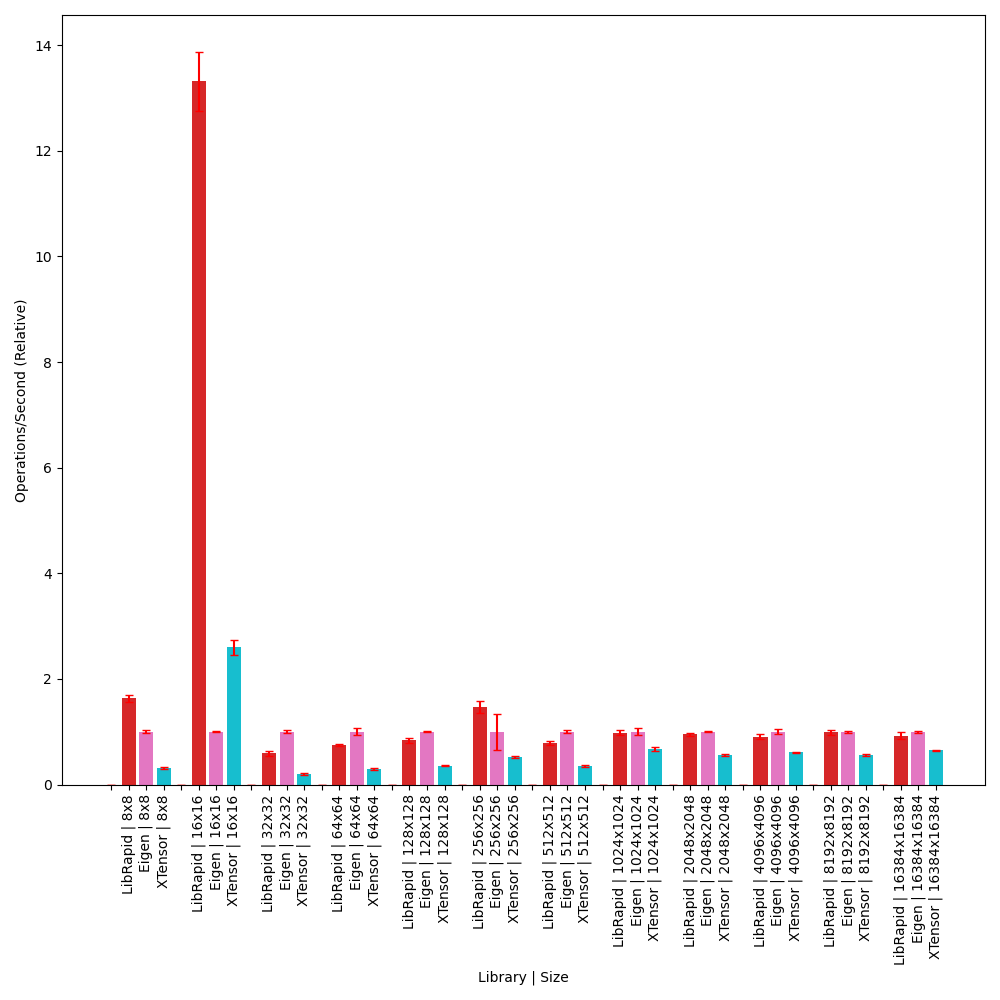 14
12
10
8
6
4
2
0
Operations/Second (Relative)
LibRapid | 8x8
Eigen | 8x8
XTensor | 8x8
LibRapid | 16x16
Eigen | 16x16
XTensor | 16x16
LibRapid | 32x32
Eigen | 32x32
XTensor | 32x32
LibRapid | 64x64
Eigen | 64x64
XTensor | 64x64
LibRapid | 128x128
Eigen | 128x128
XTensor | 128x128
LibRapid | 256x256
Eigen | 256x256
XTensor | 256x256
LibRapid | 512x512
Eigen | 512x512
XTensor | 512x512
LibRapid | 1024x1024
Eigen | 1024x1024
XTensor | 1024x1024
LibRapid | 2048x2048
Eigen | 2048x2048
XTensor | 2048x2048
LibRapid | 4096x4096
Eigen | 4096x4096
XTensor | 4096x4096
LibRapid | 8192x8192
Eigen | 8192x8192
XTensor | 8192x8192
LibRapid | 16384x16384
Eigen | 16384x16384
XTensor | 16384x16384
Library | Size